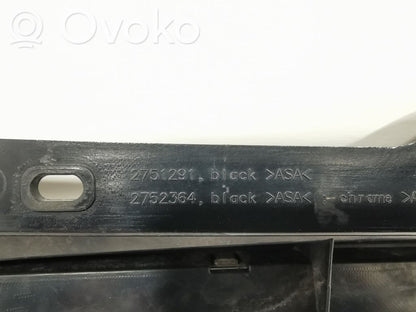 Ovoko
2751291, black >ASA<
2752364, black >ASA< -chrome >A